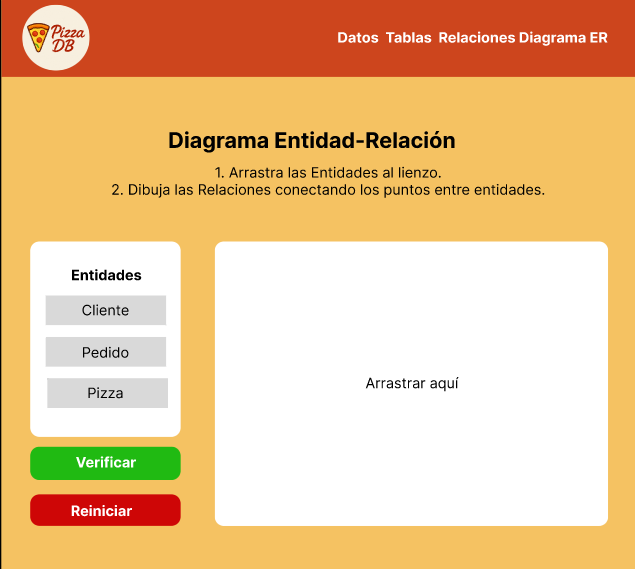 Pizza
DB
Datos Tablas Relaciones Diagrama ER
Diagrama Entidad-Relación
1. Arrastra las Entidades al lienzo.
2. Dibuja las Relaciones conectando los puntos entre entidades.
Entidades
Cliente
Pedido
Pizza
Verificar
Reiniciar
Arrastrar aquí